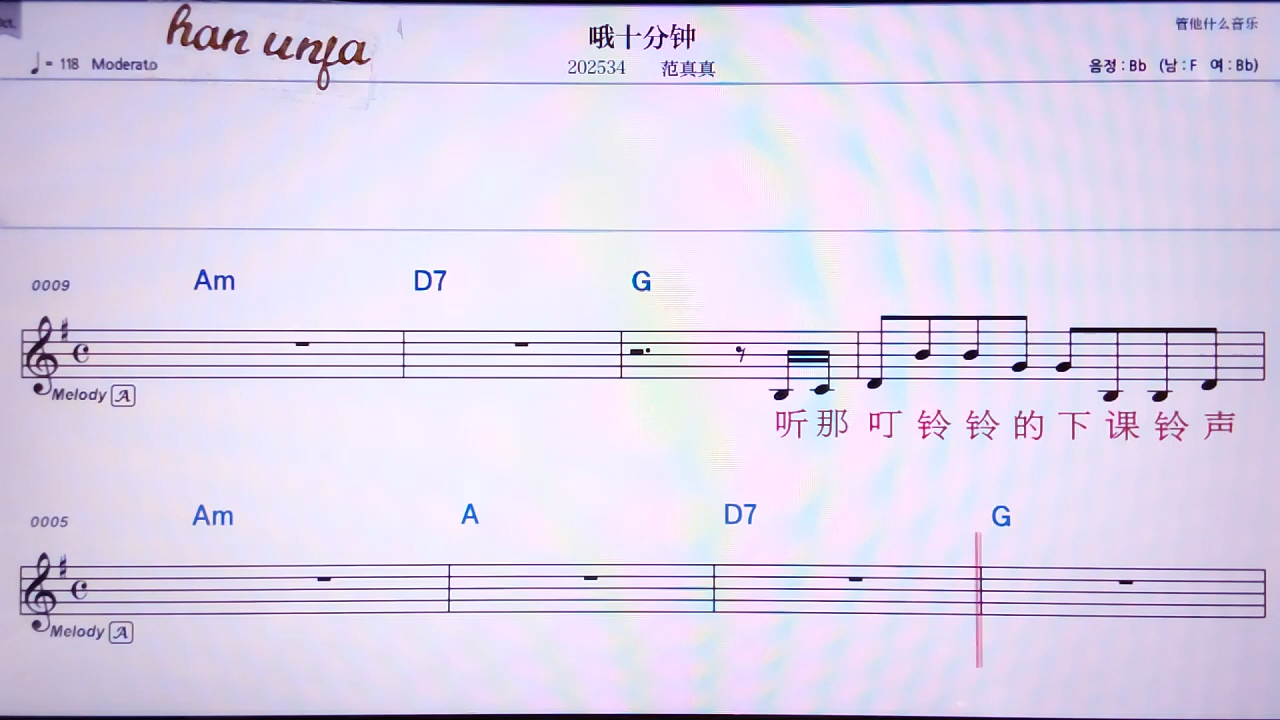 han unfa
♩= 118 Moderato
哦十分钟
202534 范真真
管他什么音乐
음정 : Bb (남 : F 여 : Bb)
0009 Am D7 G
Melody A
听那叮铃铃的下课铃声
0005 Am A D7 G
Melody A